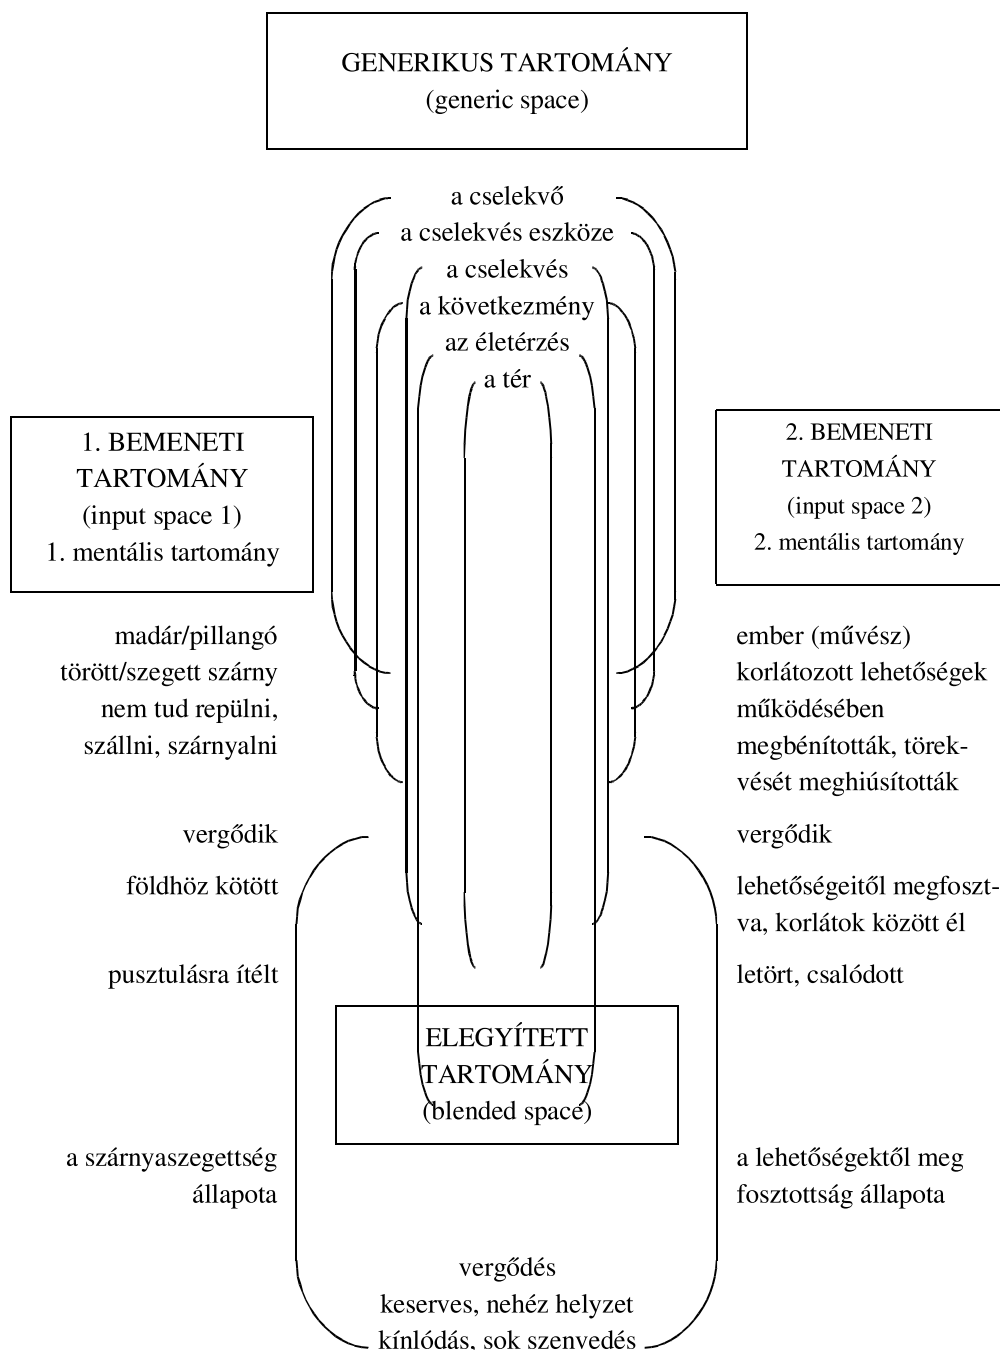 GENERIKUS TARTOMÁNY
(generic space)
a cselekvő
a cselekvés eszköze
a cselekvés
a következmény
az életérzés
a tér
1. BEMENETI
TARTOMÁNY
(input space 1)
1. mentális tartomány
2. BEMENETI
TARTOMÁNY
(input space 2)
2. mentális tartomány
madár/pillangó
törött/szegett szárny
nem tud repülni,
szállni, szárnyalni
vergődik
földhöz kötött
pusztulásra ítélt
a szárnyaszegettség
állapota
ember (művész)
korlátozott lehetőségek
működésében
megbénították, törek-
vését meghiúsították
vergődik
lehetőségeitől megfoszt-
va, korlátok között él
letört, csalódott
a lehetőségektől meg
fosztottság állapota
ELEGYÍTETT
TARTOMÁNY
(blended space)
vergődés
keserves, nehéz helyzet
kínlódás, sok szenvedés